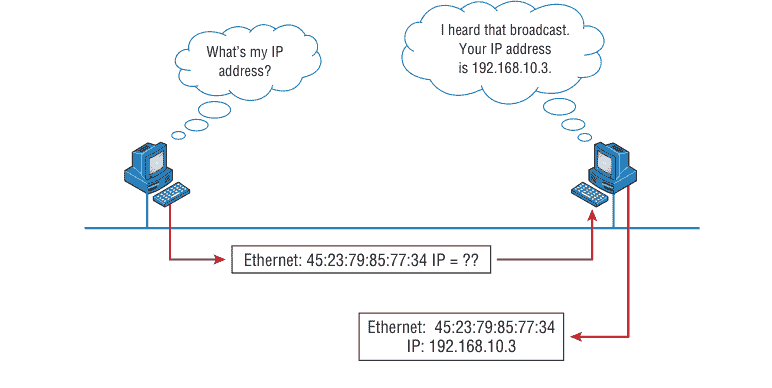 What's my IP
address?
I heard that broadcast.
Your IP address
is 192.168.10.3.
Ethernet: 45:23:79:85:77:34 IP = ??
Ethernet: 45:23:79:85:77:34
IP: 192.168.10.3